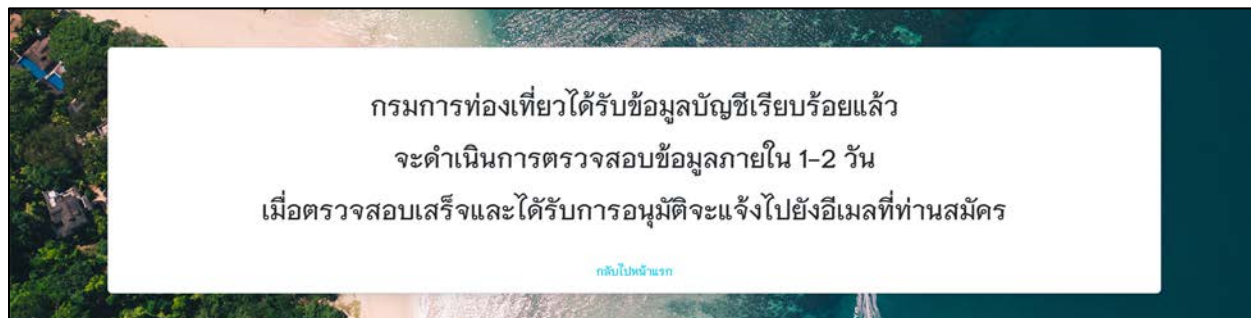 กรมการท่องเที่ยวได้รับข้อมูลบัญชีเรียบร้อยแล้ว
จะดำเนินการตรวจสอบข้อมูลภายใน 1-2 วัน
เมื่อตรวจสอบเสร็จและได้รับการอนุมัติจะแจ้งไปยังอีเมลที่ท่านสมัคร
กลับไปหน้าแรก